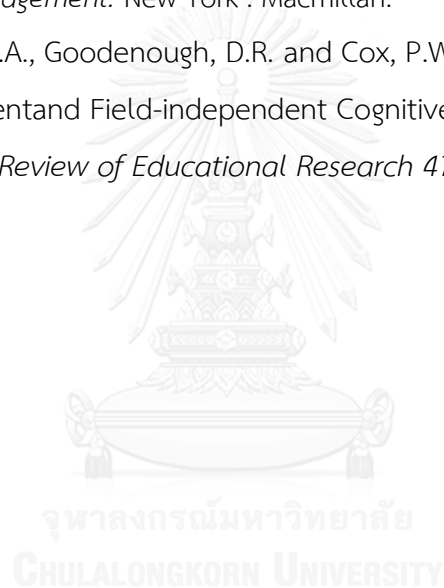 agement. New York : Macmillan.
.A., Goodenough, D.R. and Cox, P.W
entand Field-independent Cognitive
Review of Educational Research 47
จุฬาลงกรณ์มหาวิทยาลัย
CHULALONGKORN UNIVERSITY